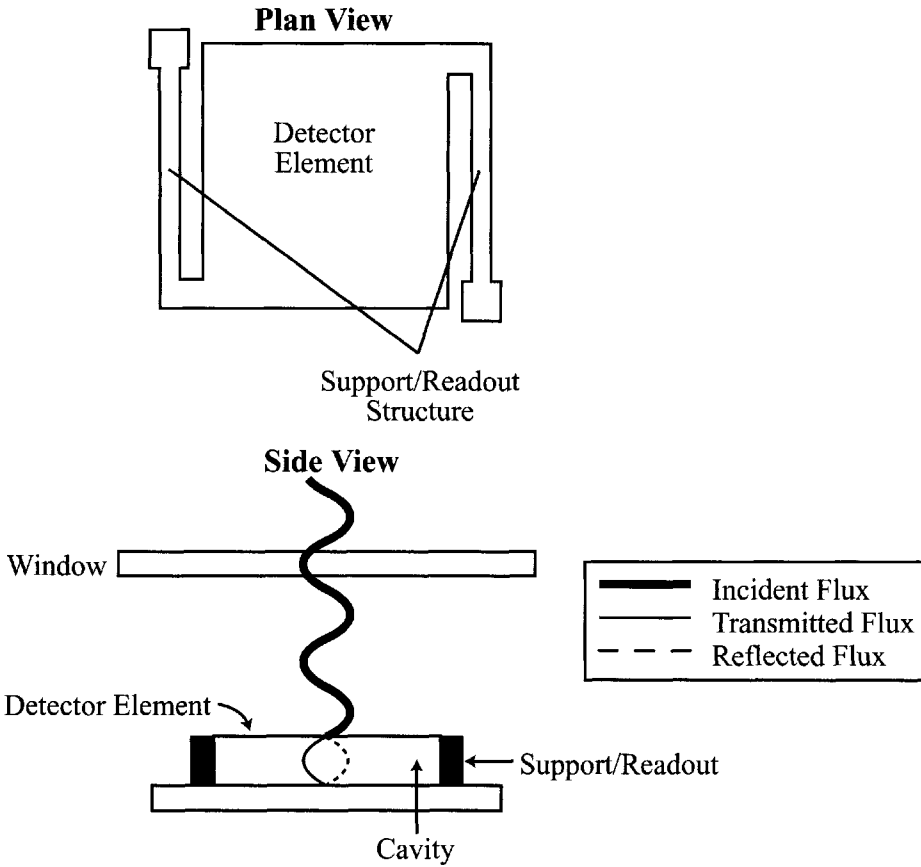 Plan View
Detector
Element
Support/Readout
Structure
Side View
Window
Incident Flux
Transmitted Flux
Reflected Flux
Detector Element
Support/Readout
Cavity